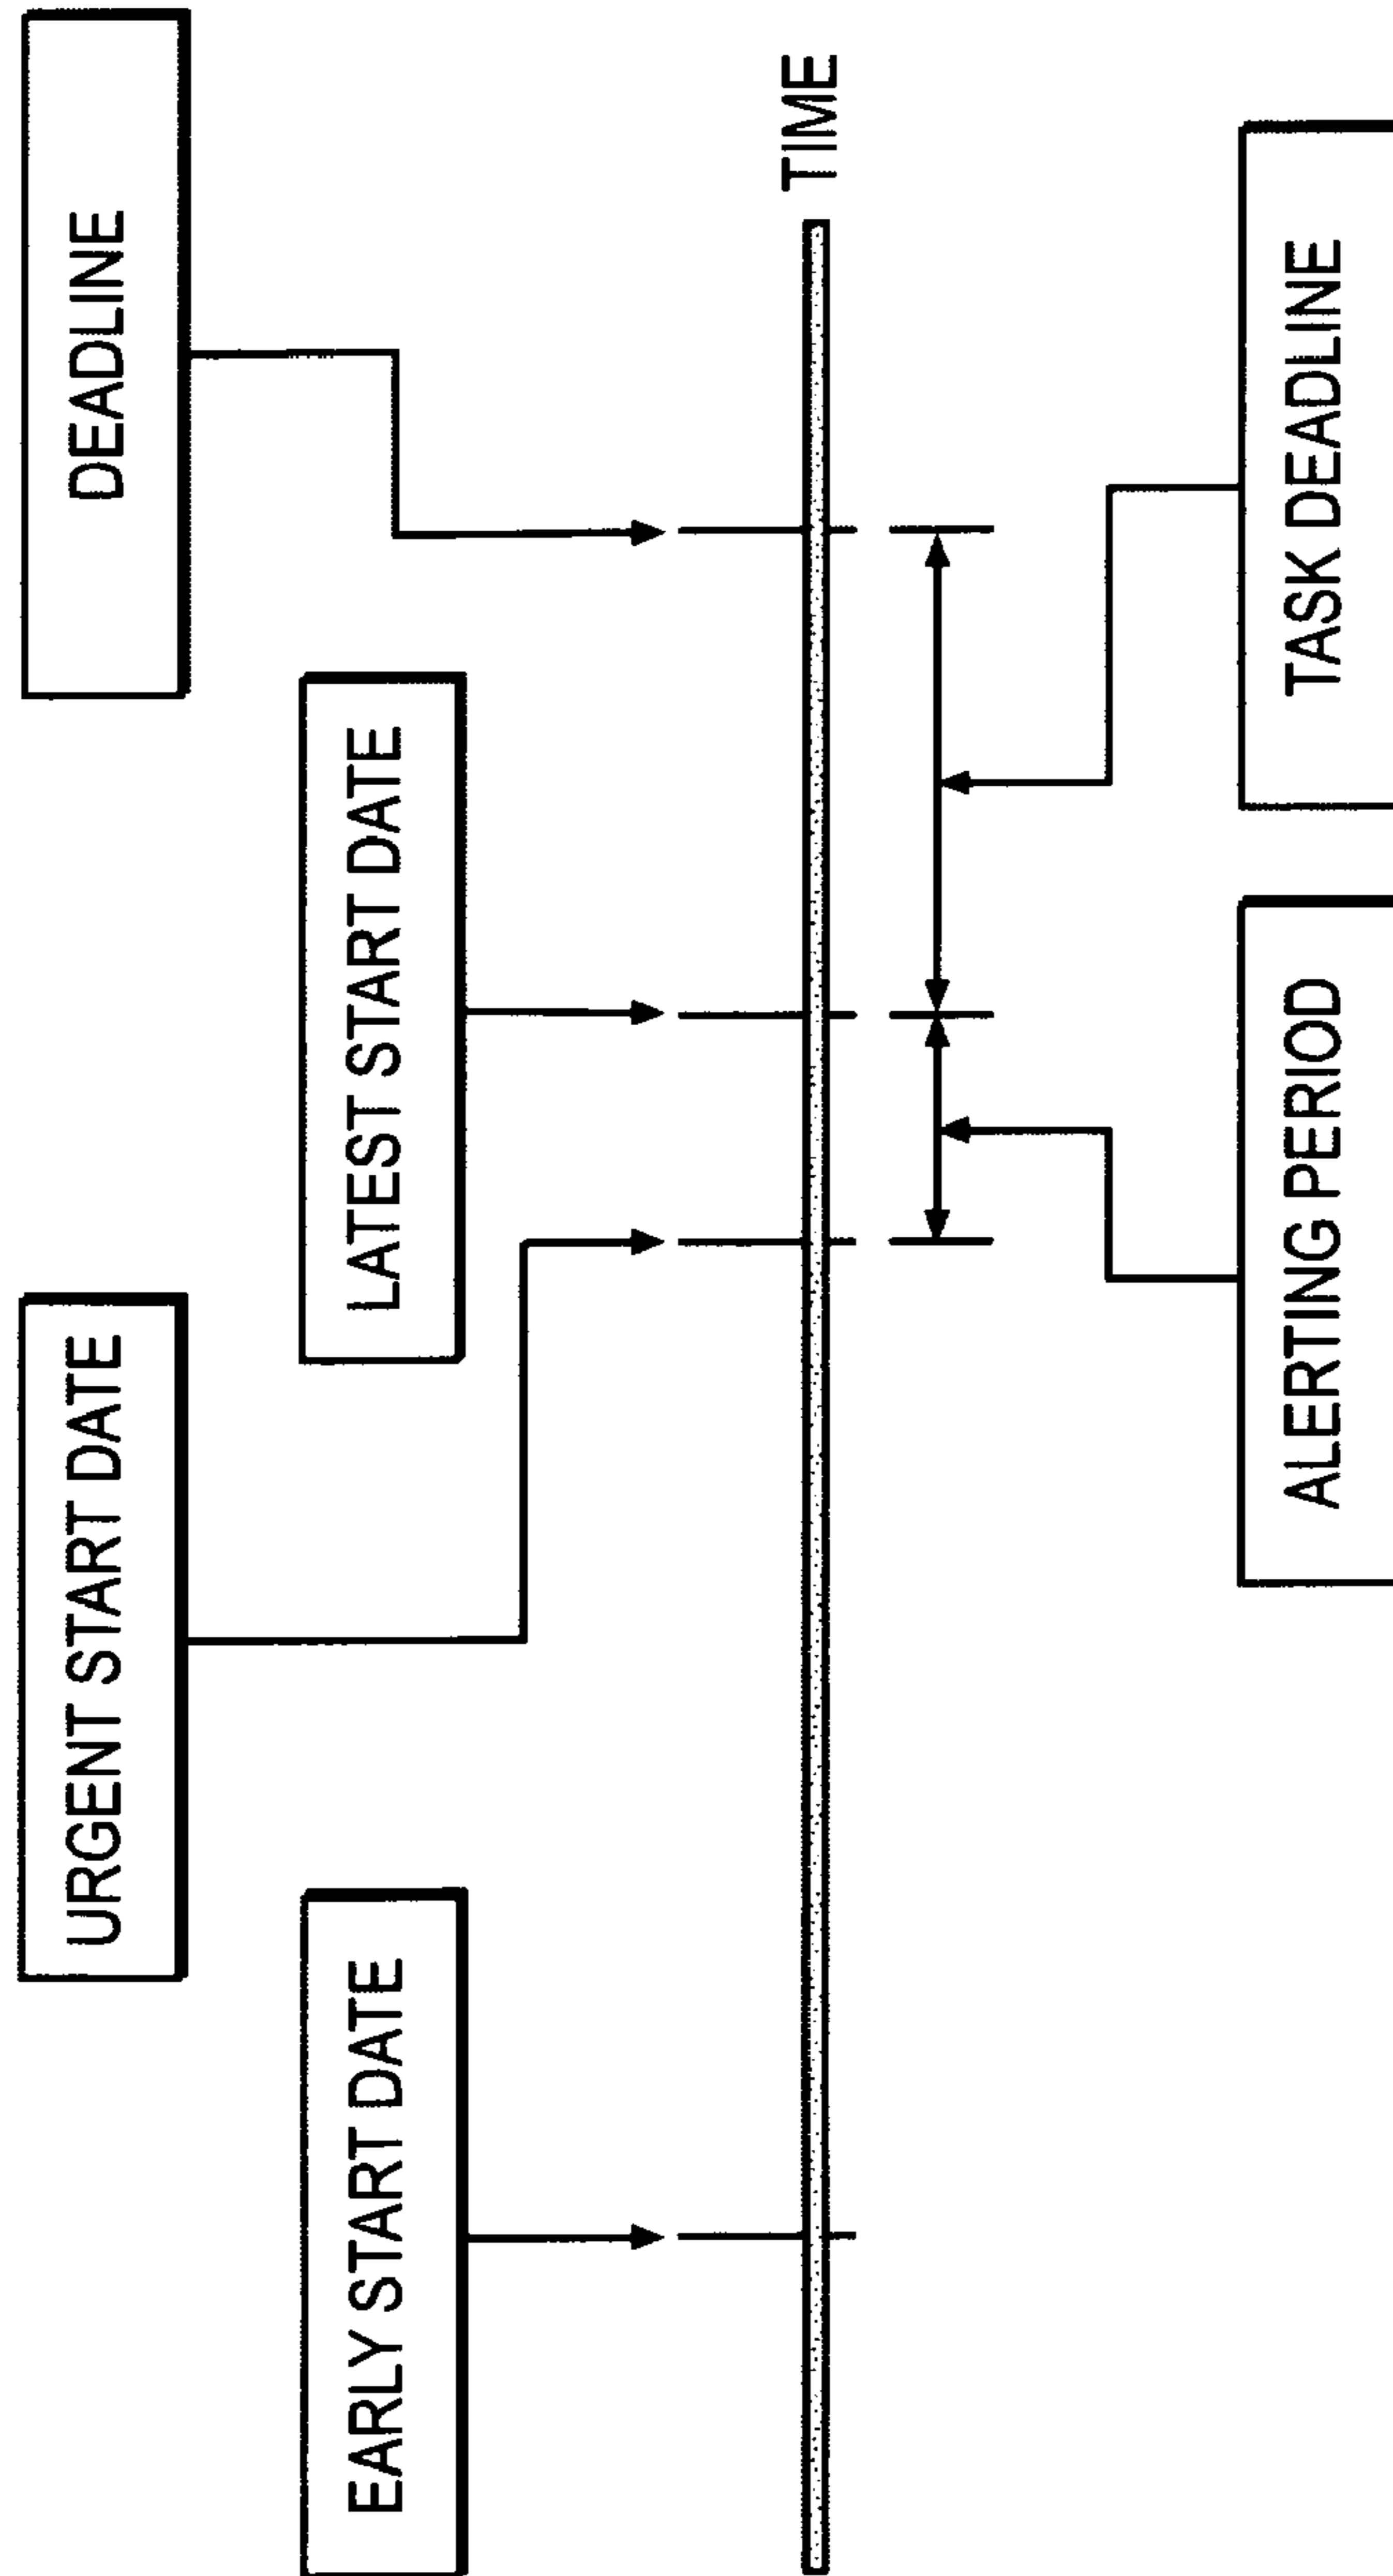 URGENT START DATE
DEADLINE
EARLY START DATE
LATEST START DATE
TIME
ALERTING PERIOD
TASK DEADLINE